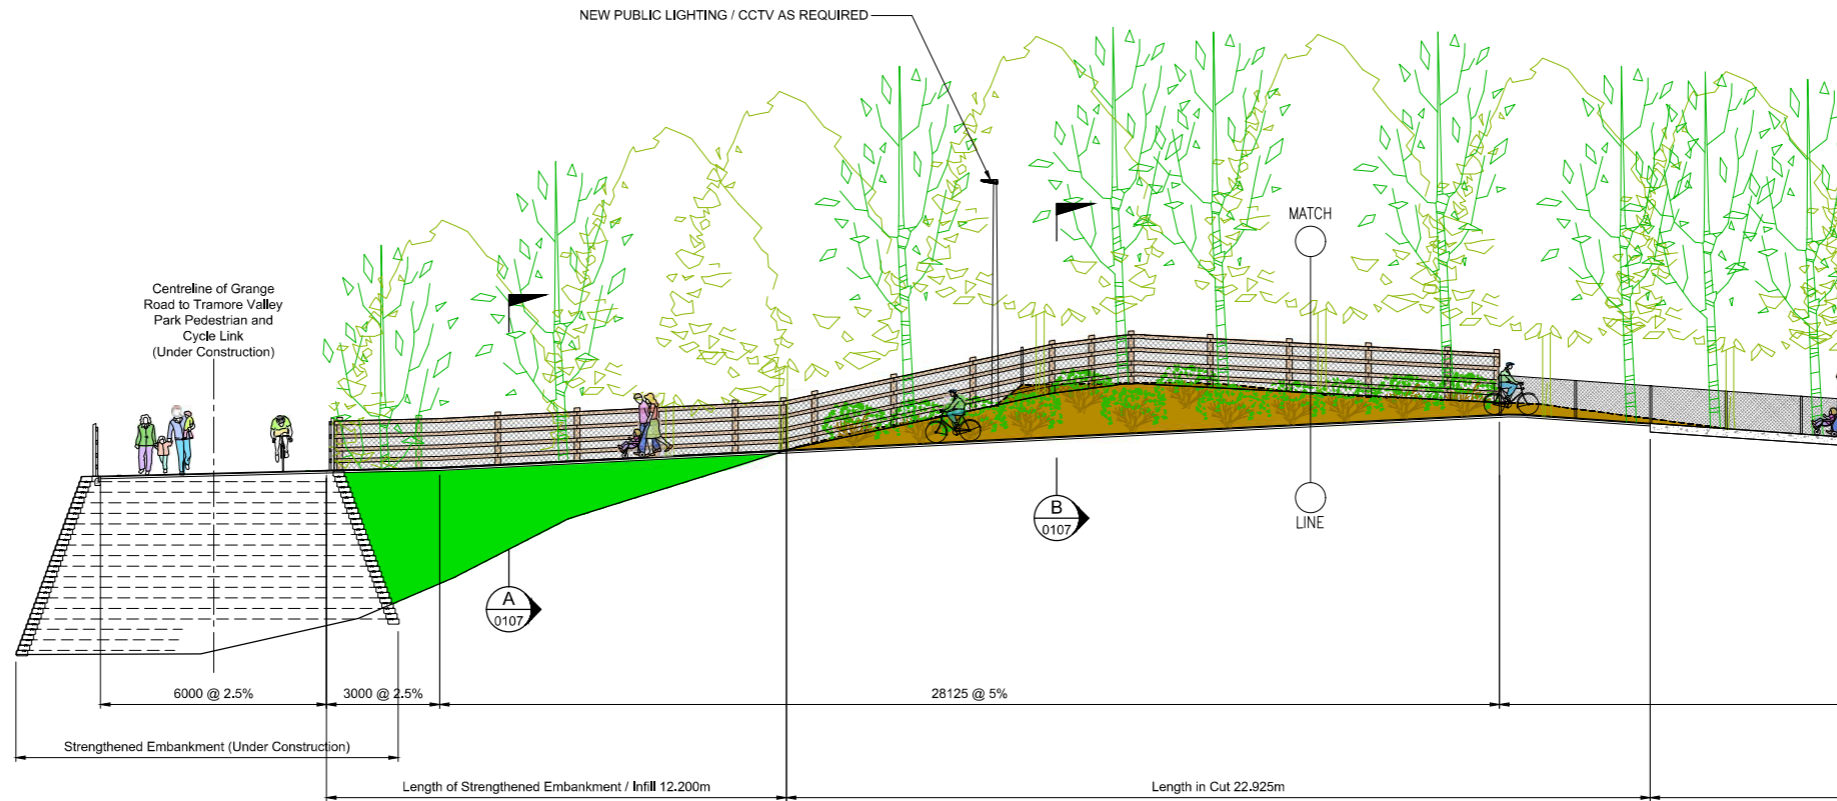 NEW PUBLIC LIGHTING / CCTV AS REQUIRED
MATCH
Centreline of Grange
Road to Tramore Valley
Park Pedestrian and
Cycle Link
(Under Construction)
B
0107
LINE
A
0107
6000 @ 2.5%
3000 @ 2.5%
28125 @ 5%
Strengthened Embankment (Under Construction)
Length of Strengthened Embankment / Infill 12.200m
Length in Cut 22.925m